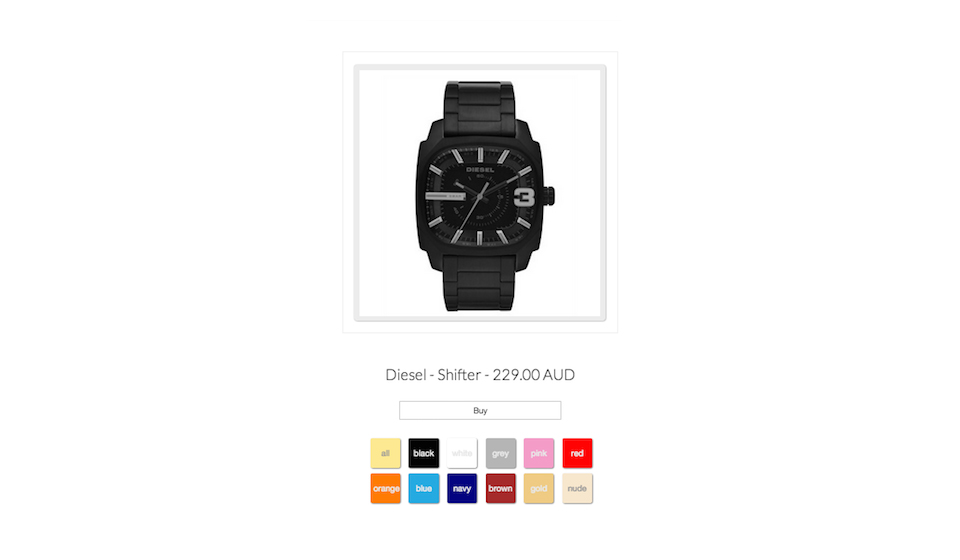 DIESEL
3
Diesel - Shifter - 229.00 AUD
Buy
all black white grey pink red
orange blue navy brown gold nude